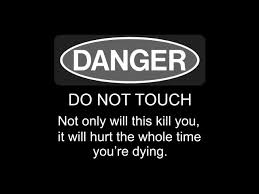 DANGER
DO NOT TOUCH
Not only will this kill you,
it will hurt the whole time
you're dying.